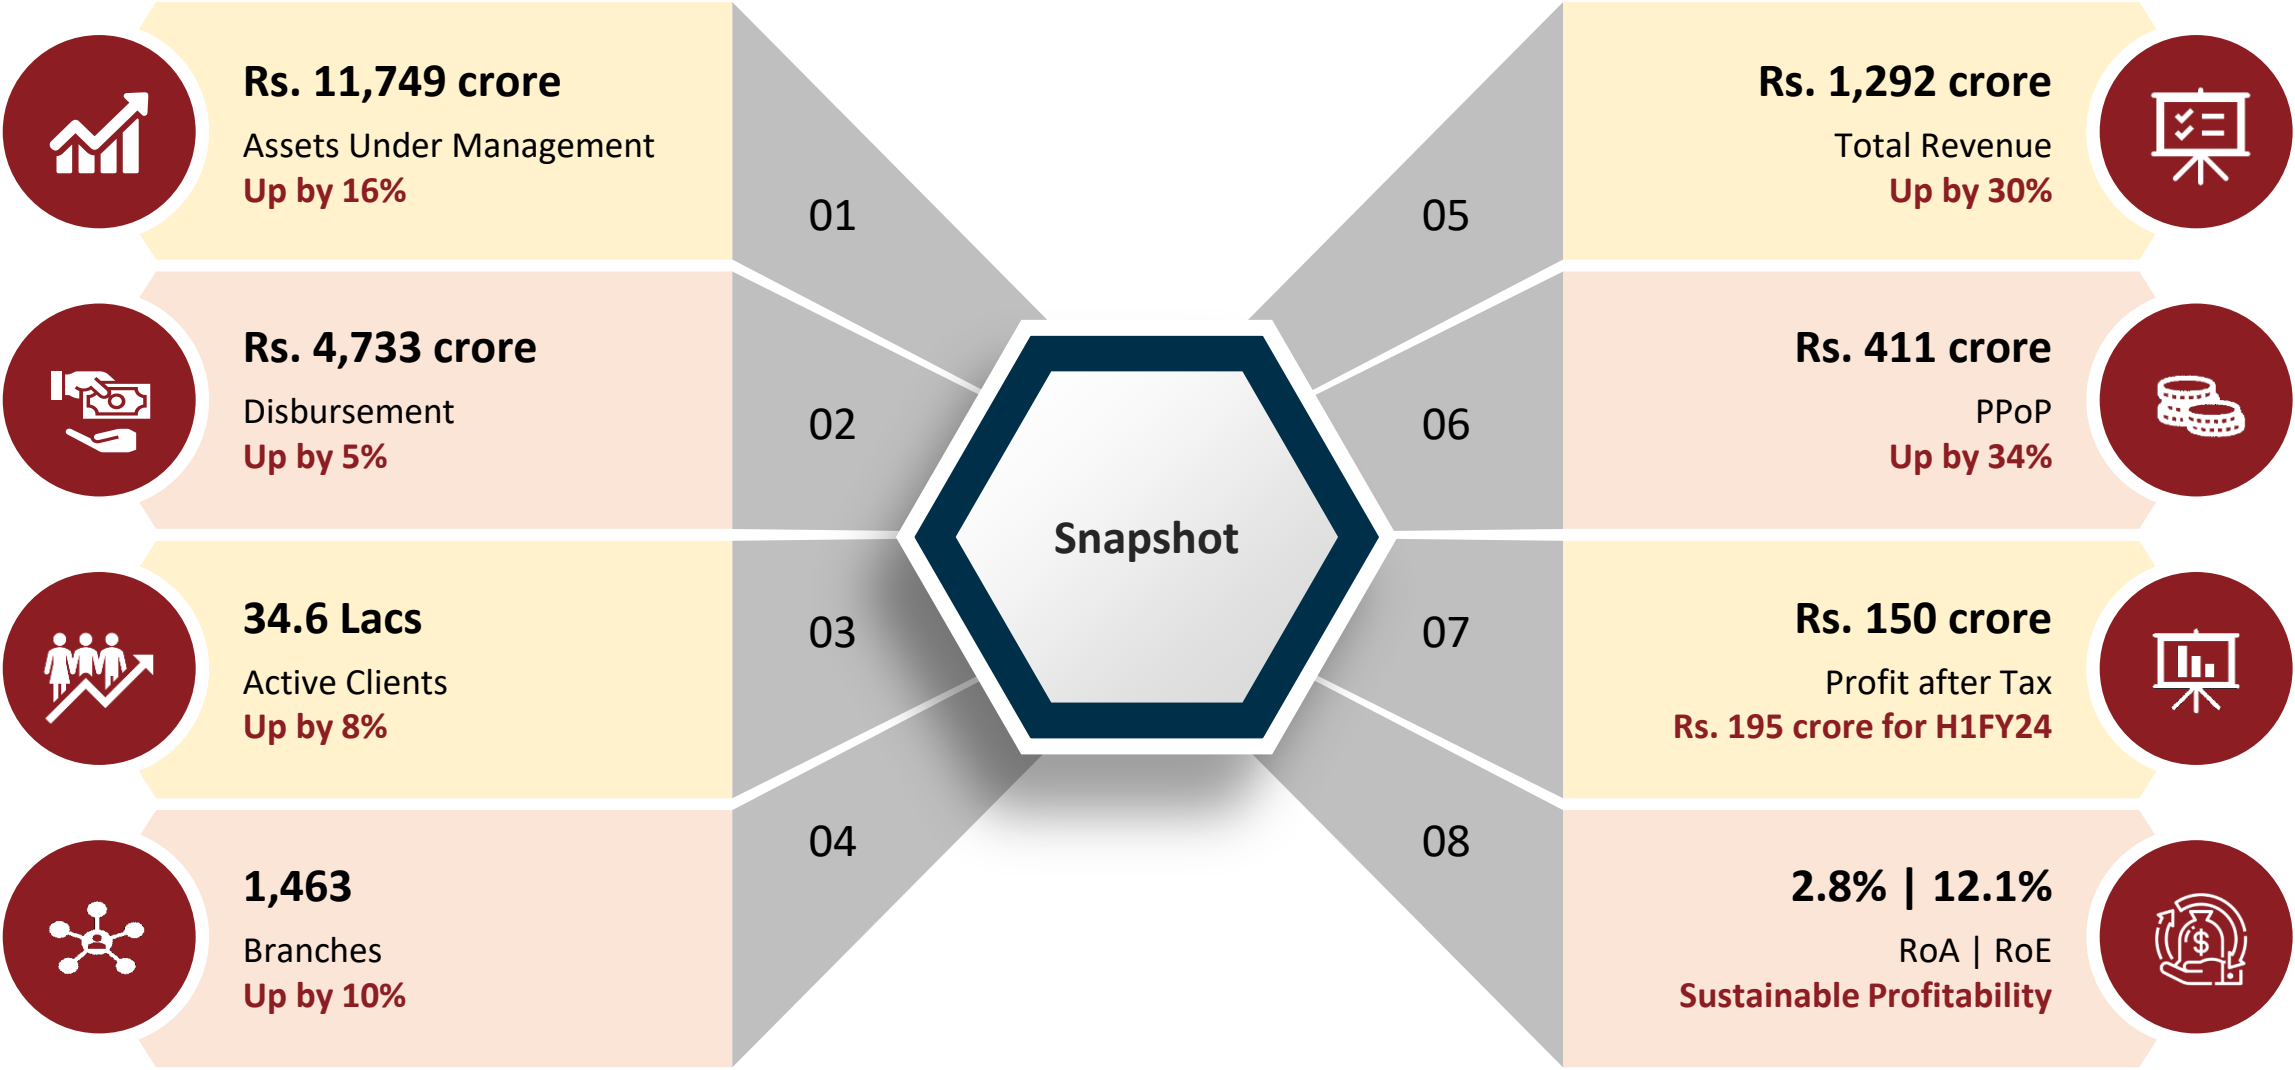 Rs. 11,749 crore
Assets Under Management
Up by 16%
01
Rs. 4,733 crore
Disbursement
Up by 5%
02
34.6 Lacs
Active Clients
Up by 8%
03
1,463
Branches
Up by 10%
04
Snapshot
05
Rs. 1,292 crore
Total Revenue
Up by 30%
06
Rs. 411 crore
PPoP
Up by 34%
07
Rs. 150 crore
Profit after Tax
Rs. 195 crore for H1FY24
08
2.8% | 12.1%
RoA | RoE
Sustainable Profitability
$